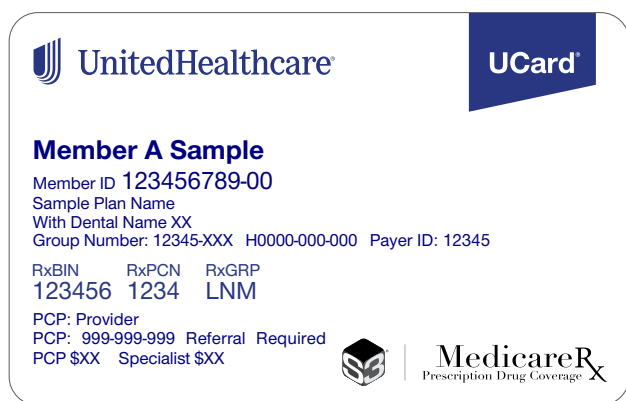 UnitedHealthcare®
UCard®
Member A Sample
Member ID 123456789-00
Sample Plan Name
With Dental Name XX
Group Number: 12345-XXX H0000-000-000 Payer ID: 12345
RxBIN RxPCN RxGRP
123456 1234 LNM
PCP: Provider
PCP: 999-999-999 Referral Required
PCP $XX Specialist $XX
S3
MedicareRx
Prescription Drug Coverage